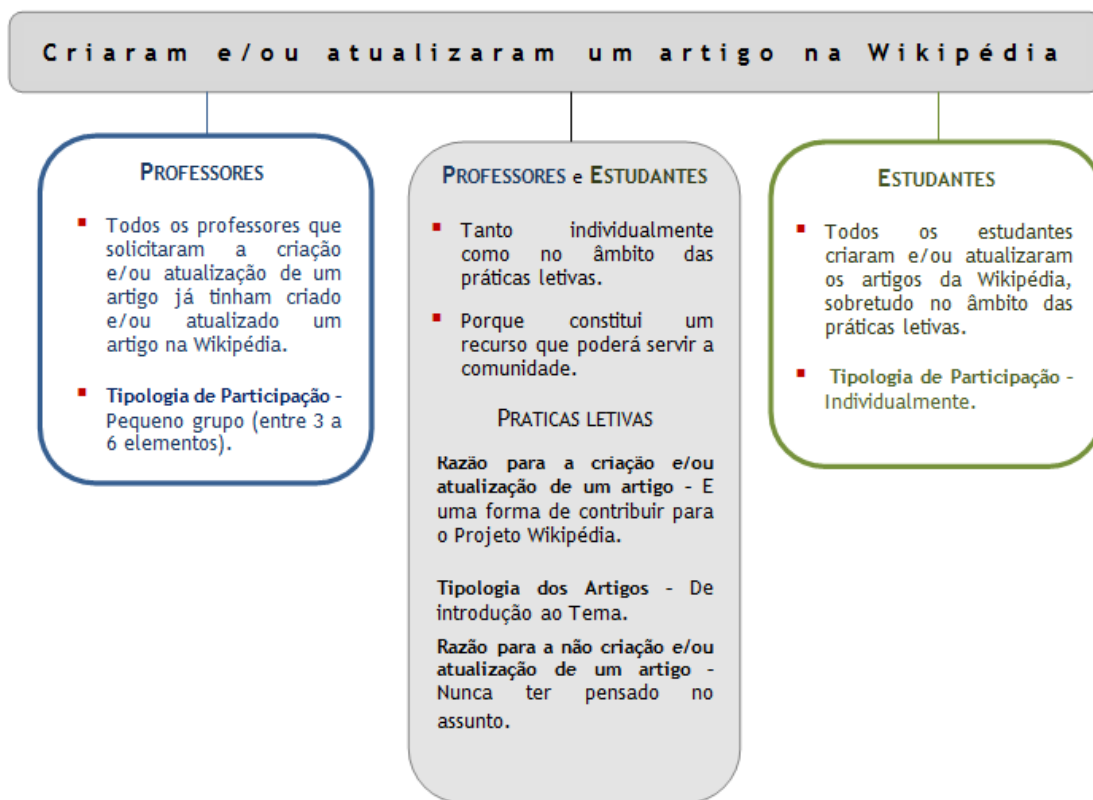 Criaram e/ou atualizaram um artigo na Wikipédia
PROFESSORES
Todos os professores que
solicitaram a criação
e/ou atualização de um
artigo já tinham criado
e/ou atualizado um
artigo na Wikipédia.
Tipologia de Participação –
Pequeno grupo (entre 3 a
6 elementos).
PROFESSORES e ESTUDANTES
Tanto individualmente
como no âmbito das
práticas letivas.
Porque constitui um
recurso que poderá servir a
comunidade.
PRATICAS LETIVAS
Razão para a criação e/ou
atualização de um artigo – E
uma forma de contribuir para
o Projeto Wikipédia.
Tipologia dos Artigos – De
introdução ao Tema.
Razão para a não criação e/ou
atualização de um artigo –
Nunca ter pensado no
assunto.
ESTUDANTES
Todos os estudantes
criaram e/ou atualizaram
os artigos da Wikipédia,
sobretudo no âmbito das
práticas letivas.
Tipologia de Participação –
Individualmente.